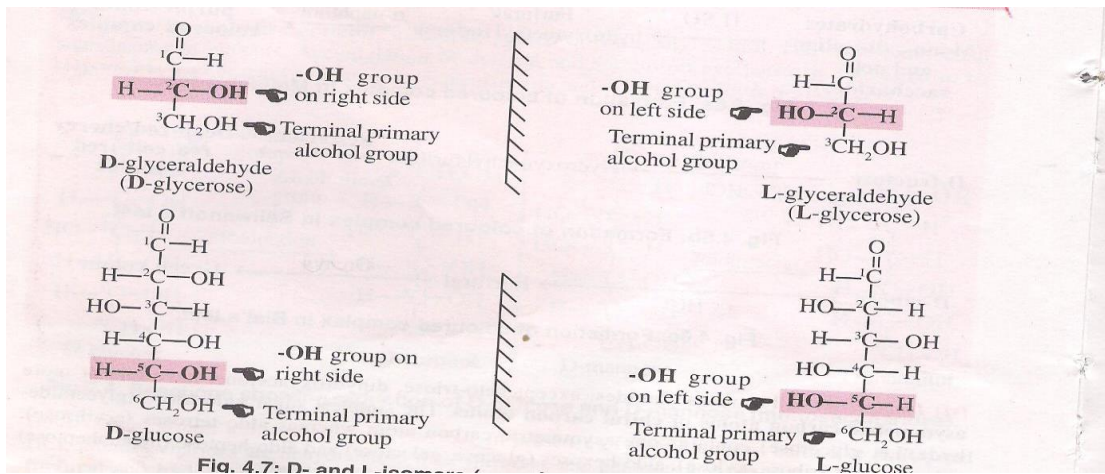 O
¹C—H
H—²C—OH
³CH₂OH
-OH group
on right side
Terminal primary
alcohol group
D-glyceraldehyde
(D-glycerose)
O
H—¹C
HO—²C—H
³CH₂OH
-OH group
on left side
Terminal primary
alcohol group
L-glyceraldehyde
(L-glycerose)
O
¹C—H
H—²C—OH
HO—³C—H
H—⁴C—OH
H—⁵C—OH
⁶CH₂OH
-OH group on
right side
Terminal primary
alcohol group
D-glucose
O
H—¹C
HO—²C—H
H—³C—OH
HO—⁴C—H
HO—⁵C—H
⁶CH₂OH
-OH group
on left side
Terminal primary
alcohol group
L-glucose
Fig. 4.7: D- and L-isomers